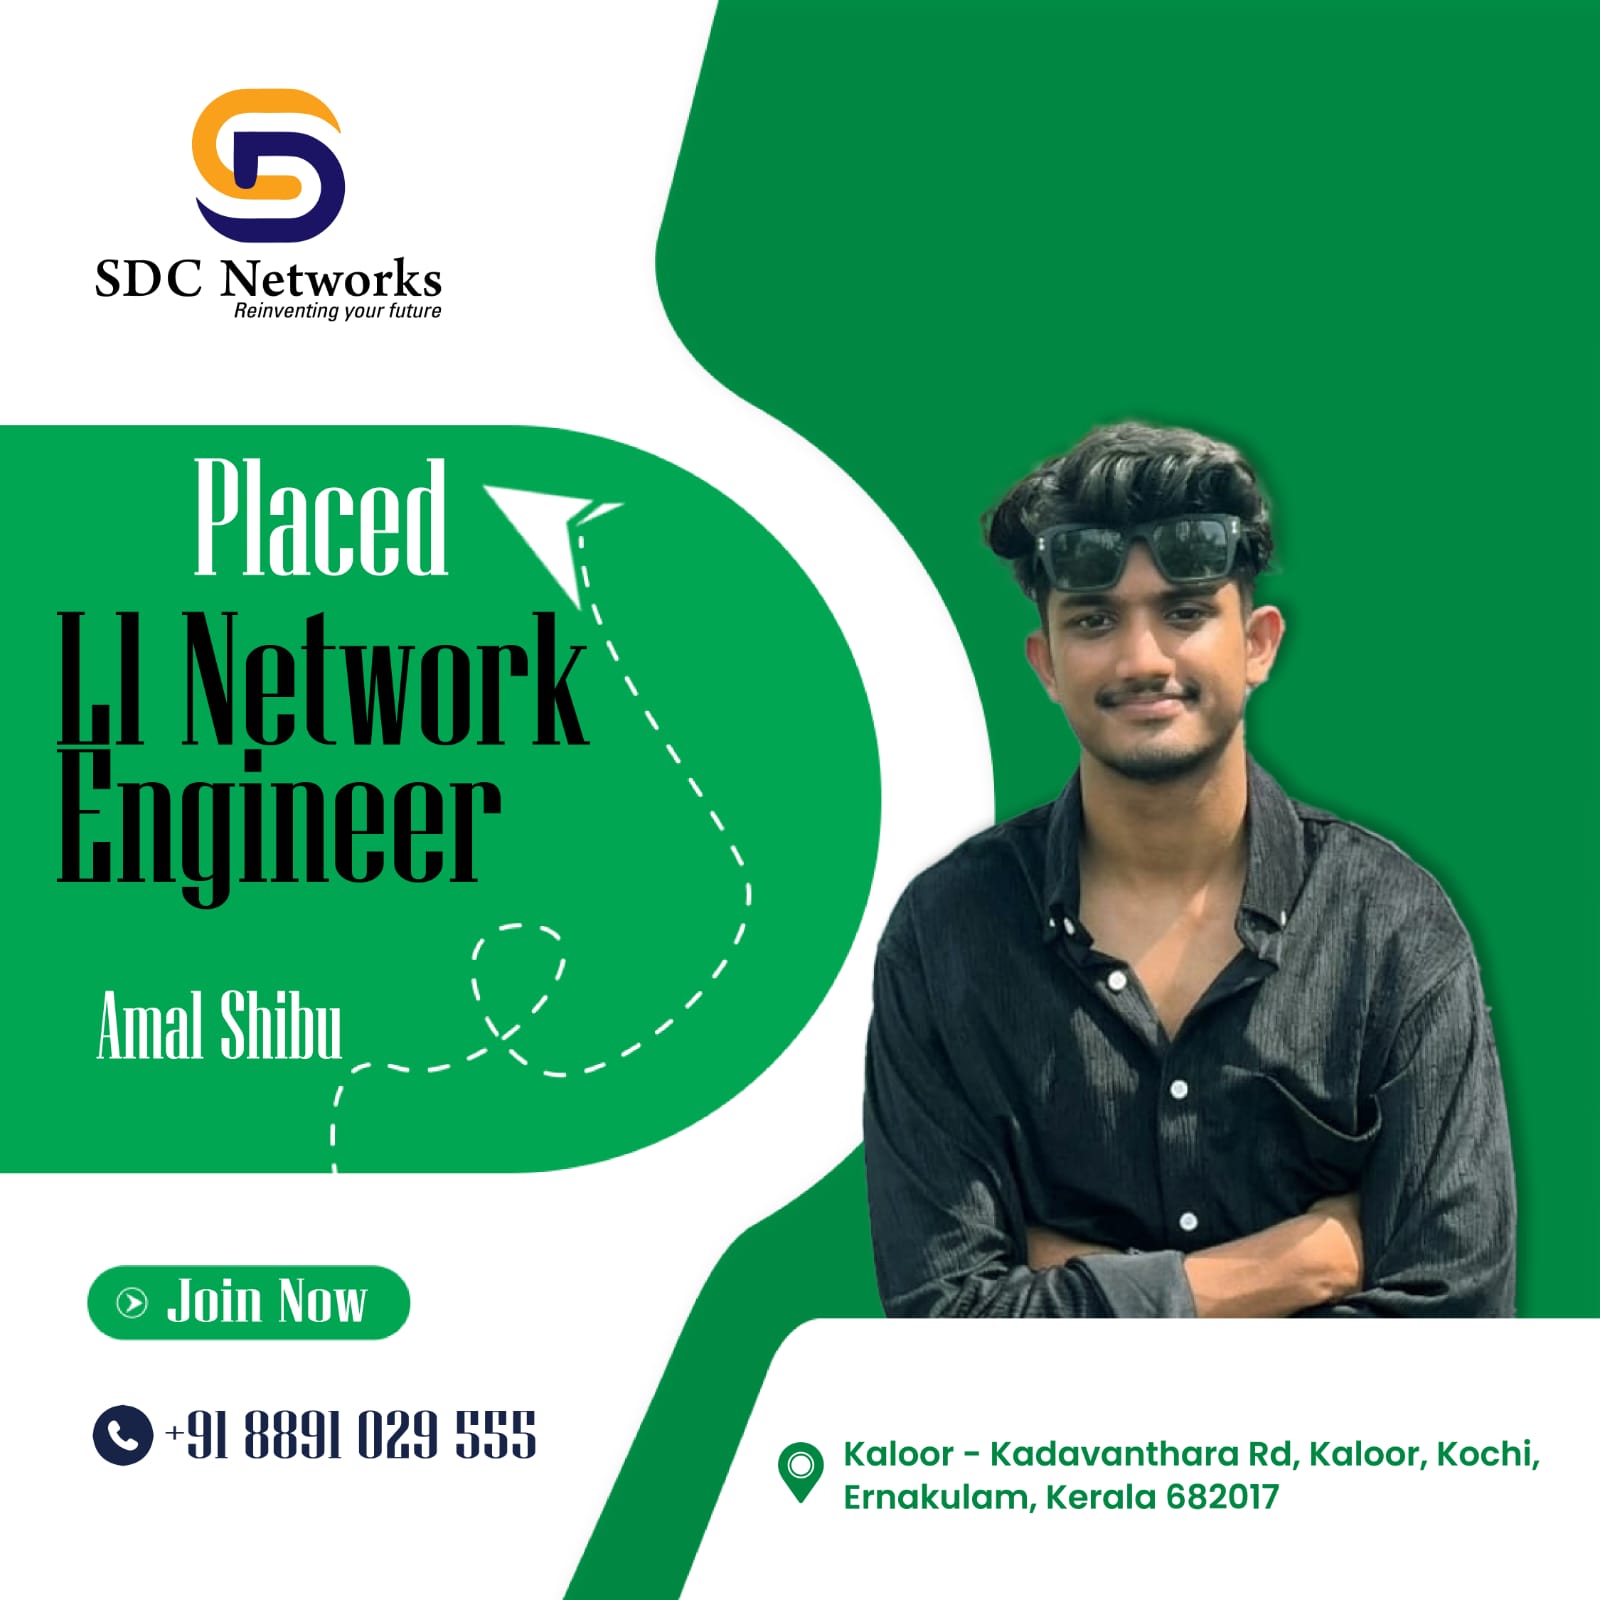 SDC Networks
Reinventing your future
Placed
L1 Network
Engineer
Amal Shibu
Join Now
+91 8891 029 555
Kaloor - Kadavanthara Rd, Kaloor, Kochi,
Ernakulam, Kerala 682017